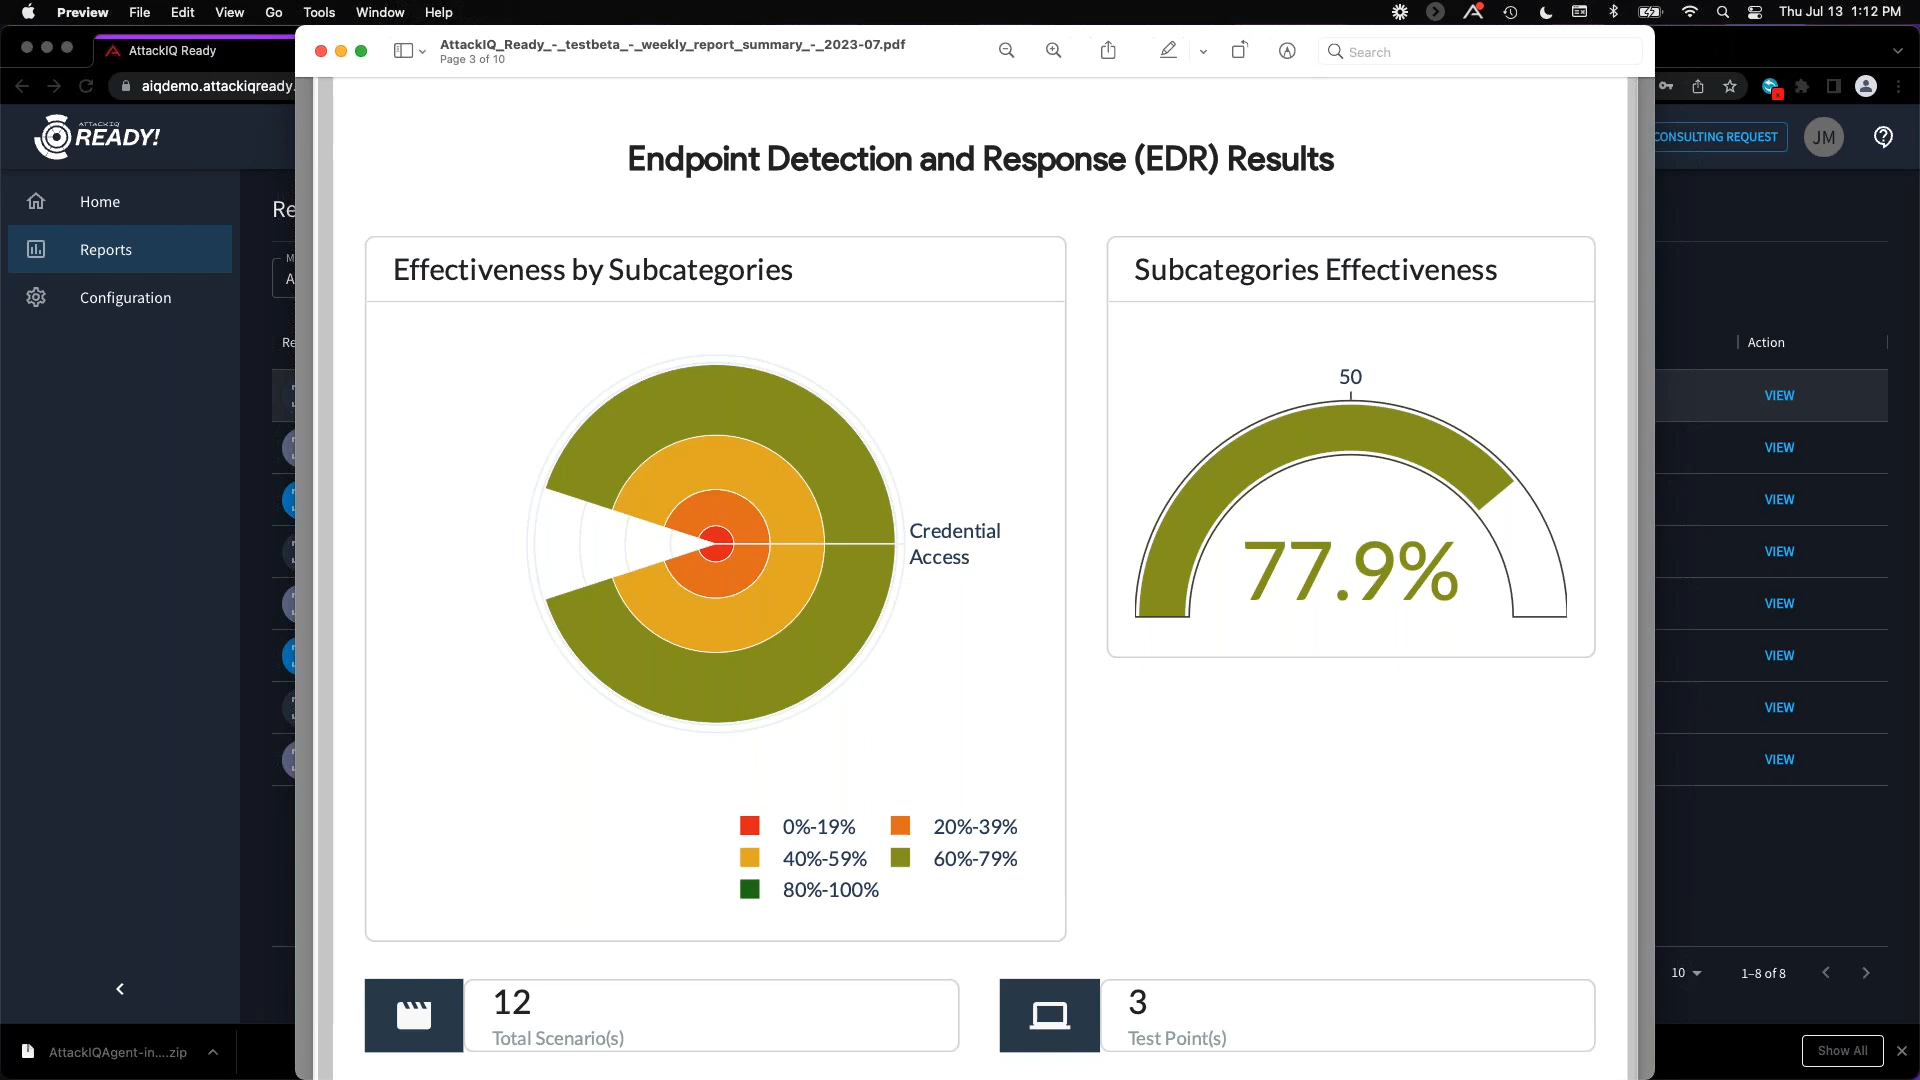 Preview File Edit View Go Tools Window Help Thu Jul 13 1:12 PM
AttackIQ Ready
AttackIQ_Ready_-_testbeta_-_weekly_report_summary_-_2023-07.pdf
Page 3 of 10
Search
aiqdemo.attackiqready.
ATTACKIQ
READY!
CONSULTING REQUEST
JM
Home
Reports
Configuration
Re
M
A
Re
Endpoint Detection and Response (EDR) Results
Effectiveness by Subcategories
Credential
Access
0%-19% 20%-39%
40%-59% 60%-79%
80%-100%
Subcategories Effectiveness
50
77.9%
12
Total Scenario(s)
3
Test Point(s)
Action
VIEW
VIEW
VIEW
VIEW
VIEW
VIEW
VIEW
VIEW
10 1–8 of 8
AttackIQAgent-in....zip
Show All